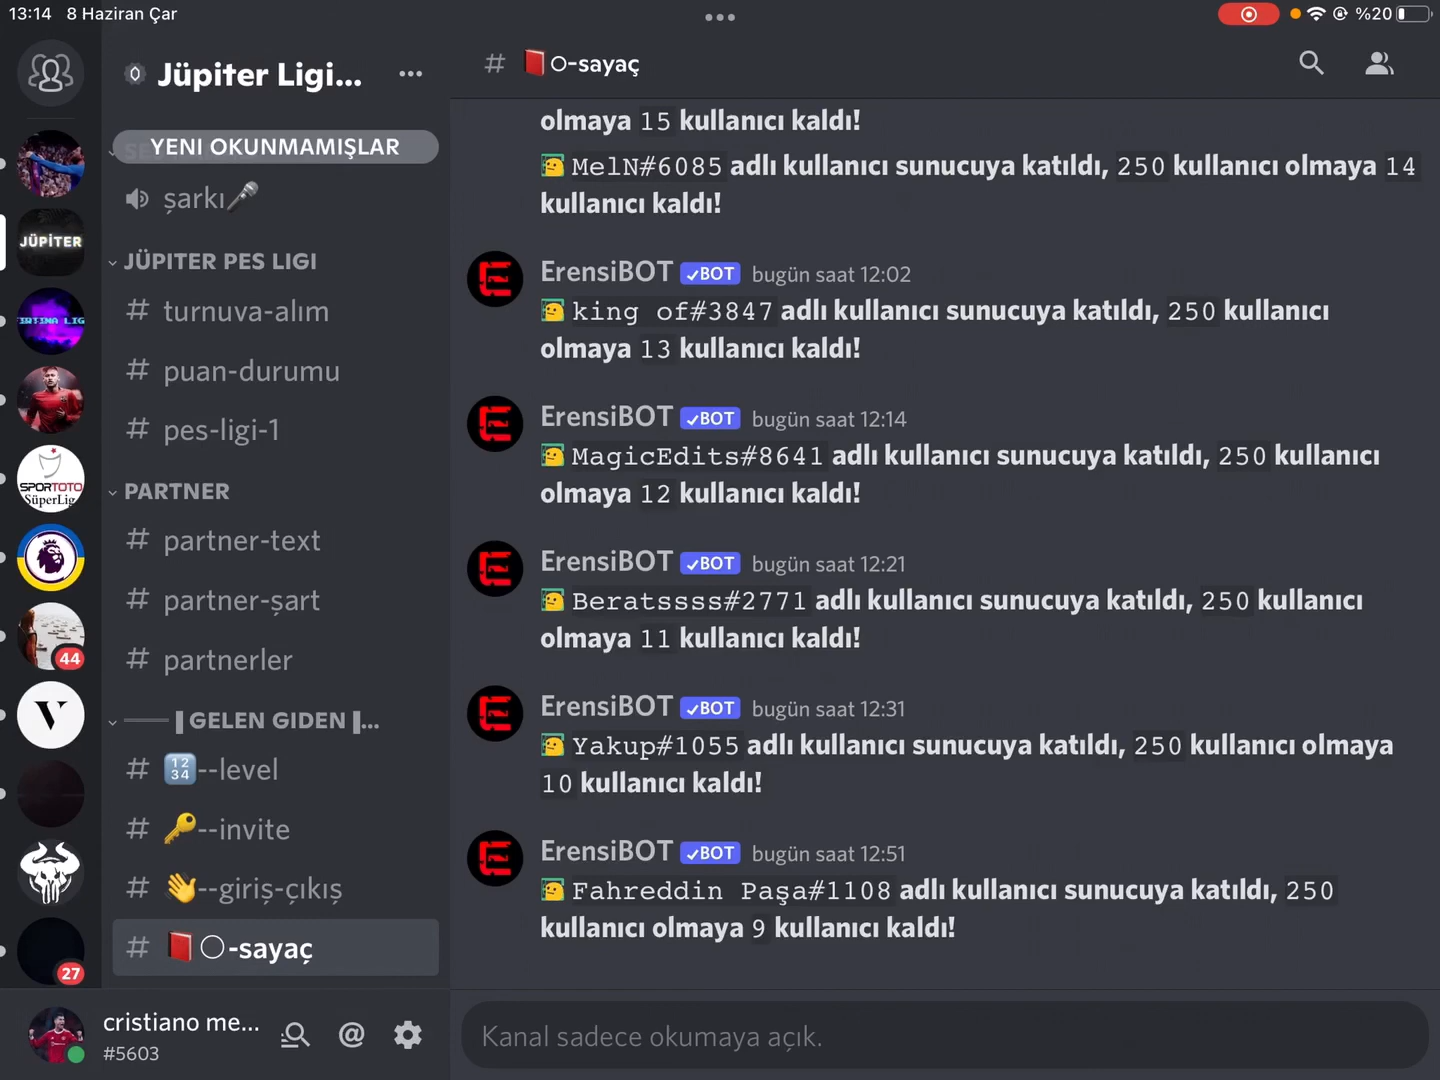 13:14 8 Haziran Çar
%20
Jüpiter Ligi...
YENI OKUNMAMIŞLAR
şarkı🎤
JÜPITER PES LIGI
# turnuva-alım
# puan-durumu
# pes-ligi-1
PARTNER
# partner-text
# partner-şart
# partnerler
▐ GELEN GIDEN ▌...
# 🔢--level
# 🔑--invite
# 👋--giriş-çıkış
# 📕○-sayaç
cristiano me...
#5603
JÜPİTER
SPORTOTO
SüperLig
44
27
# 📕○-sayaç
olmaya 15 kullanıcı kaldı!
MelN#6085 adlı kullanıcı sunucuya katıldı, 250 kullanıcı olmaya 14
kullanıcı kaldı!
ErensiBOT ✓BOT bugün saat 12:02
king of#3847 adlı kullanıcı sunucuya katıldı, 250 kullanıcı
olmaya 13 kullanıcı kaldı!
ErensiBOT ✓BOT bugün saat 12:14
MagicEdits#8641 adlı kullanıcı sunucuya katıldı, 250 kullanıcı
olmaya 12 kullanıcı kaldı!
ErensiBOT ✓BOT bugün saat 12:21
Beratssss#2771 adlı kullanıcı sunucuya katıldı, 250 kullanıcı
olmaya 11 kullanıcı kaldı!
ErensiBOT ✓BOT bugün saat 12:31
Yakup#1055 adlı kullanıcı sunucuya katıldı, 250 kullanıcı olmaya
10 kullanıcı kaldı!
ErensiBOT ✓BOT bugün saat 12:51
Fahreddin Paşa#1108 adlı kullanıcı sunucuya katıldı, 250
kullanıcı olmaya 9 kullanıcı kaldı!
Kanal sadece okumaya açık.